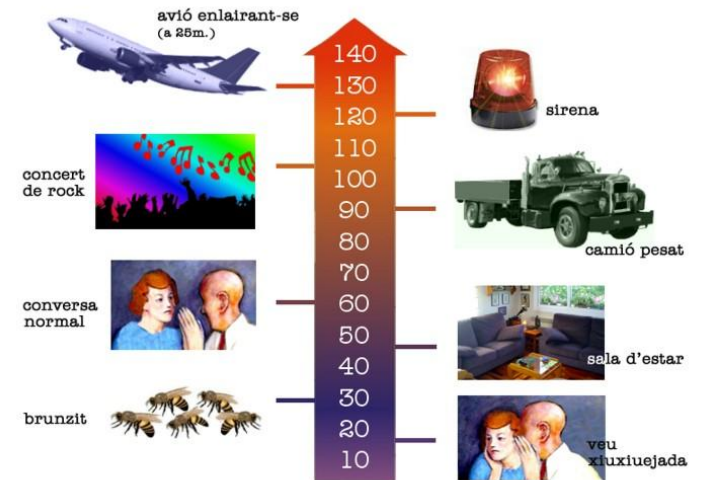 avió enlairant-se
(a 25m.)
140
130
120
110
100
90
80
70
60
50
40
30
20
10
sirena
concert
de rock
camió pesat
conversa
normal
sala d'estar
brunzit
veu
xiuxiuejada